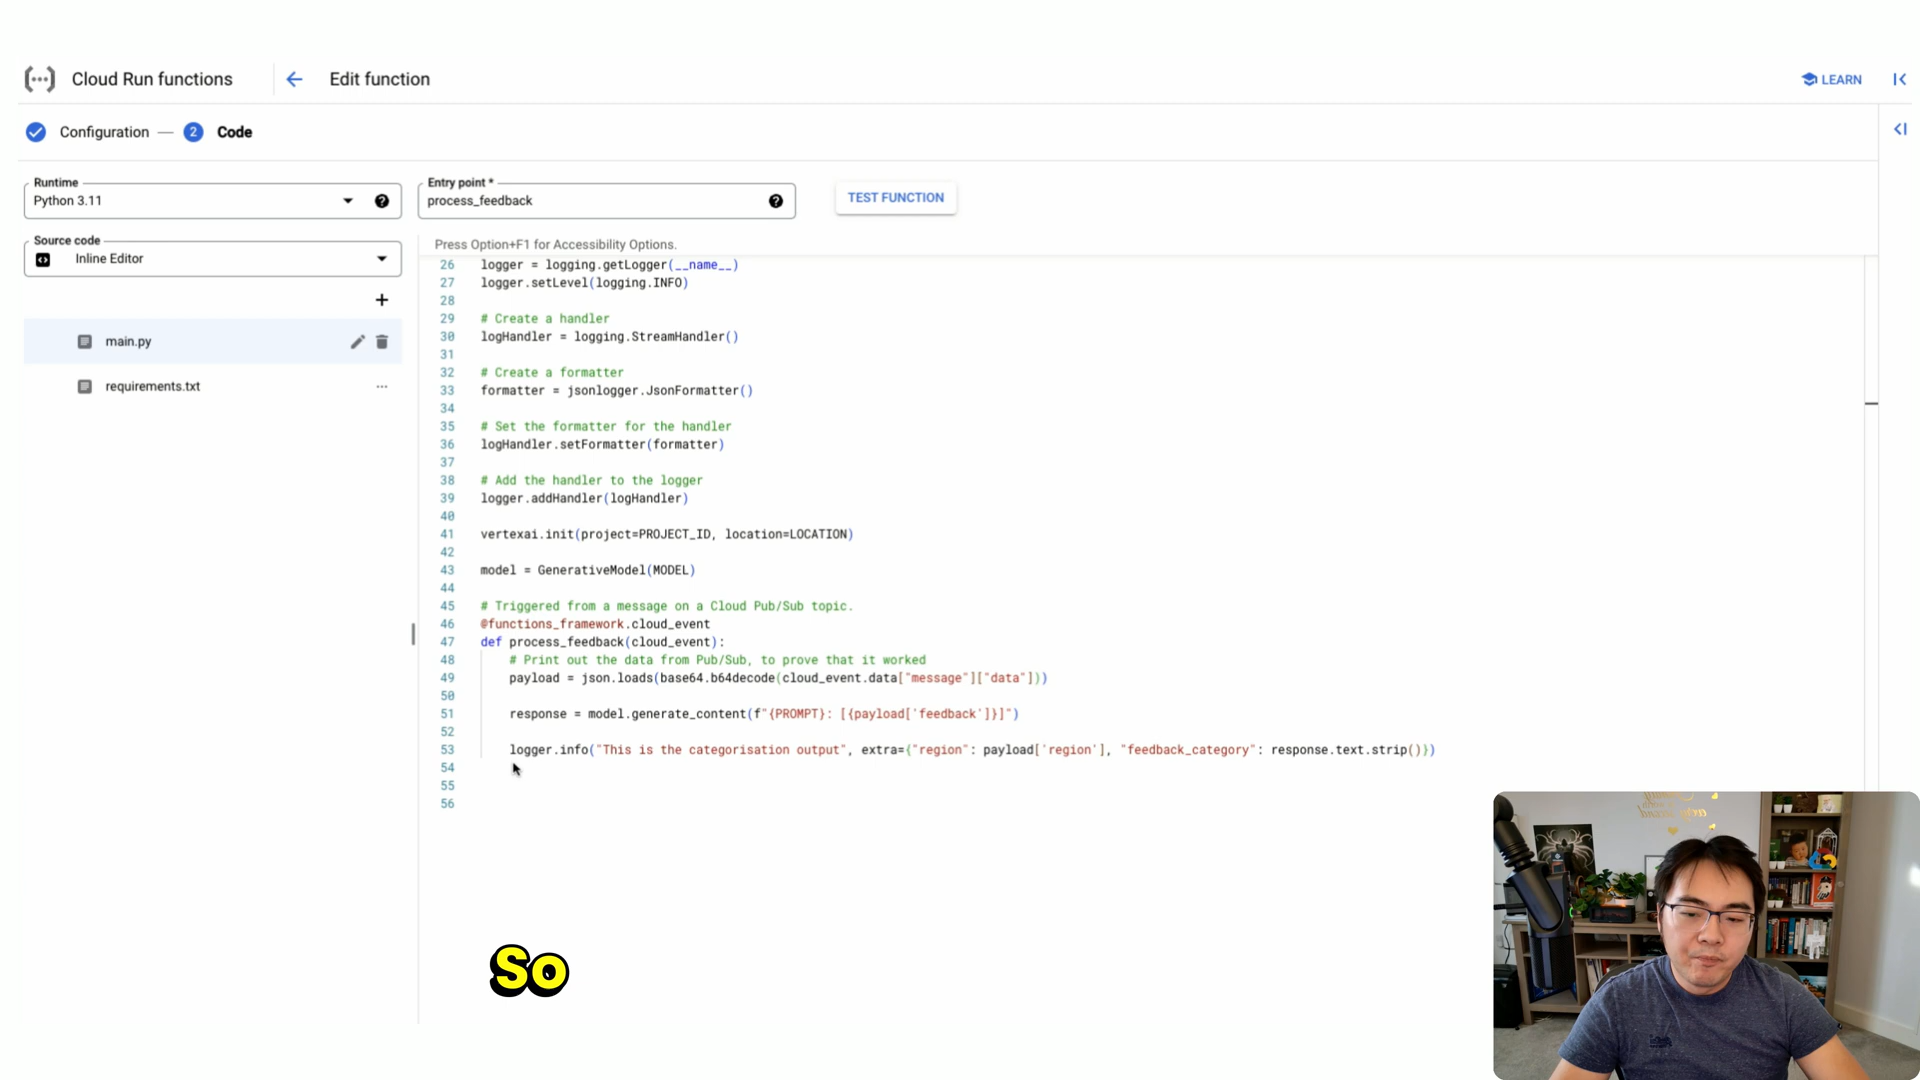 Cloud Run functions
Edit function
LEARN
Configuration
2 Code
Runtime
Python 3.11
Entry point *
process_feedback
TEST FUNCTION
Source code
Inline Editor
main.py
requirements.txt
Press Option+F1 for Accessibility Options.
26 logger = logging.getLogger(__name__)
27 logger.setLevel(logging.INFO)
28
29 # Create a handler
30 logHandler = logging.StreamHandler()
31
32 # Create a formatter
33 formatter = jsonlogger.JsonFormatter()
34
35 # Set the formatter for the handler
36 logHandler.setFormatter(formatter)
37
38 # Add the handler to the logger
39 logger.addHandler(logHandler)
40
41 vertexai.init(project=PROJECT_ID, location=LOCATION)
42
43 model = GenerativeModel(MODEL)
44
45 # Triggered from a message on a Cloud Pub/Sub topic.
46 @functions_framework.cloud_event
47 def process_feedback(cloud_event):
48 # Print out the data from Pub/Sub, to prove that it worked
49 payload = json.loads(base64.b64decode(cloud_event.data["message"]["data"]))
50
51 response = model.generate_content(f"{PROMPT}: [{payload['feedback']}]")
52
53 logger.info("This is the categorisation output", extra={"region": payload['region'], "feedback_category": response.text.strip()})
54
55
56
So